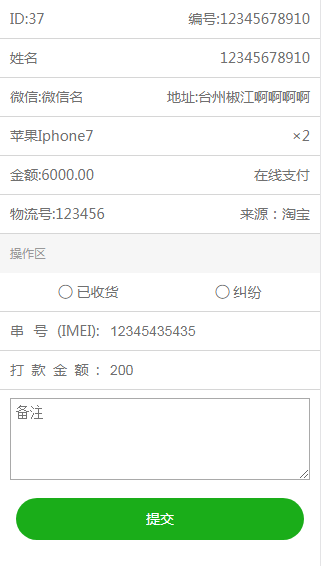 ID:37 编号:12345678910
姓名 12345678910
微信:微信名 地址:台州椒江啊啊啊啊
苹果Iphone7 ×2
金额:6000.00 在线支付
物流号:123456 来源：淘宝
操作区
已收货 纠纷
串 号 (IMEI): 12345435435
打 款 金 额 ： 200
备注
提交